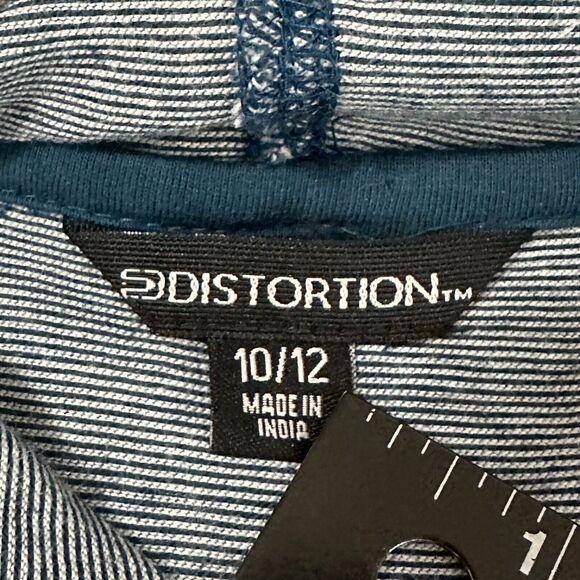 DISTORTION™
10/12
MADE IN
INDIA
1